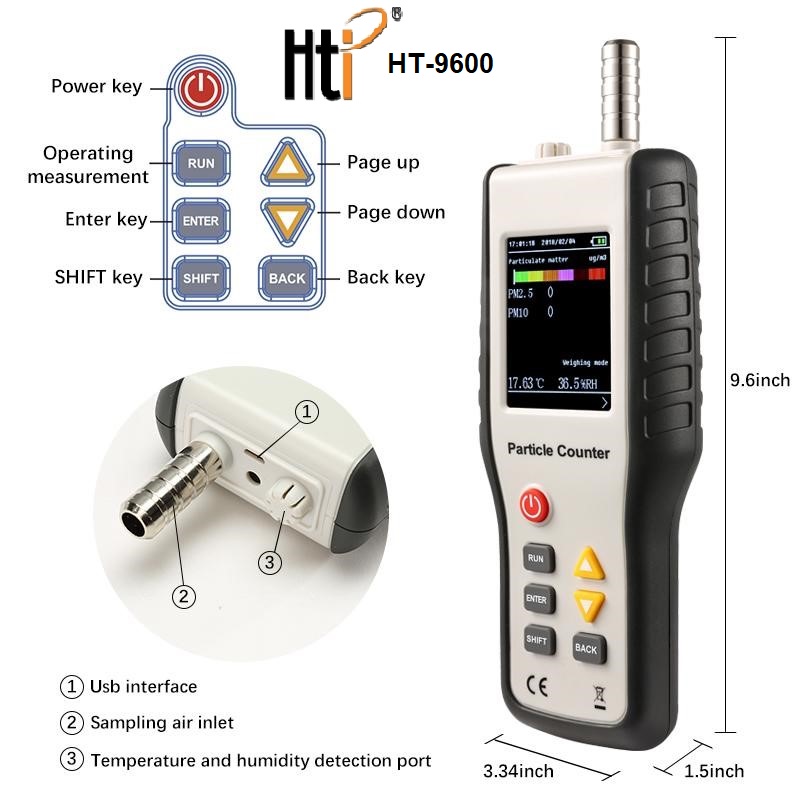 Hti®
HT-9600
Power key
Operating
measurement
RUN
Page up
Enter key
ENTER
Page down
SHIFT key
SHIFT
BACK
Back key
17:01:18 2018/02/04
Particulate matter ug/m3
PM2.5 0
PM10 0
Weighing mode
17.63℃ 36.5%RH
>
Particle Counter
RUN
ENTER
SHIFT
BACK
CE
9.6inch
3.34inch
1.5inch
1
2
3
1 Usb interface
2 Sampling air inlet
3 Temperature and humidity detection port